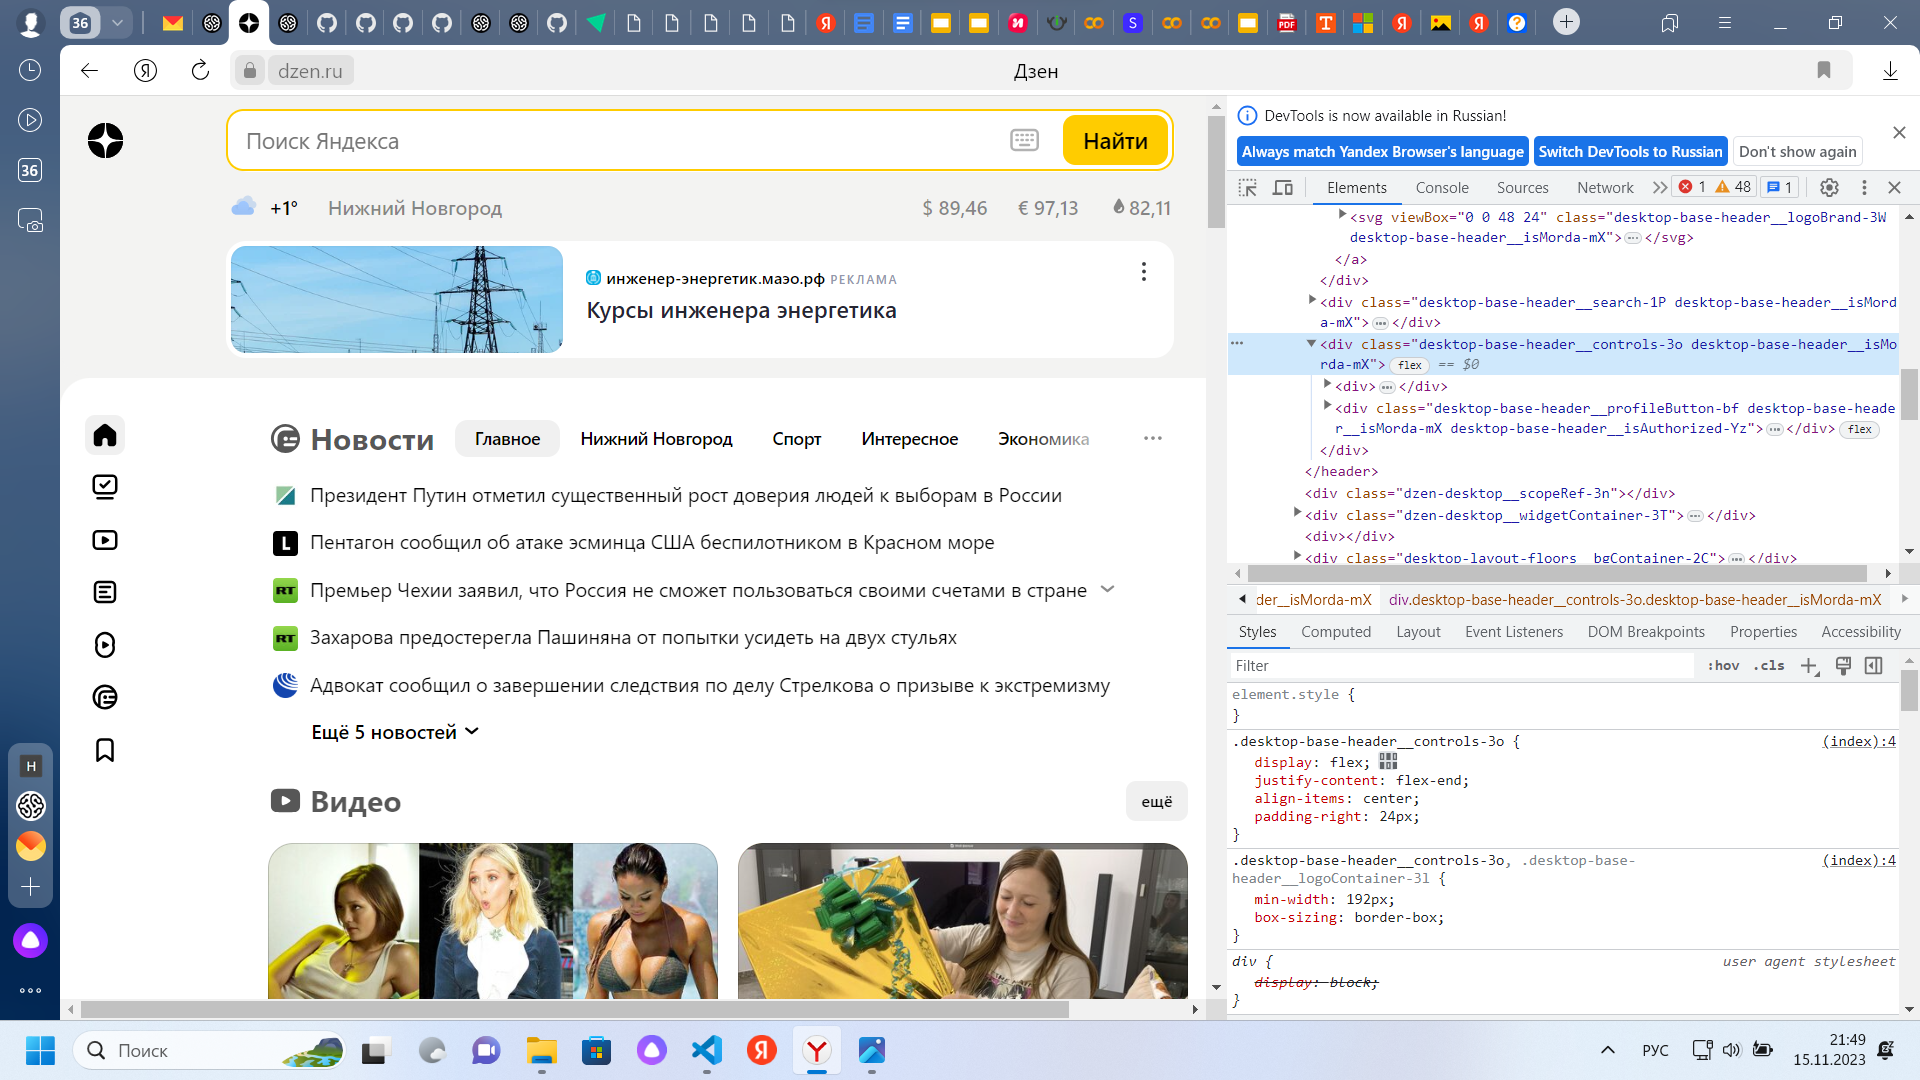 36
dzen.ru
Дзен
36
Поиск Яндекса
Найти
+1°
Нижний Новгород
$ 89,46
€ 97,13
82,11
инженер-энергетик.маэо.рф РЕКЛАМА
Курсы инженера энергетика
Новости
Главное
Нижний Новгород
Спорт
Интересное
Экономика
Президент Путин отметил существенный рост доверия людей к выборам в России
Пентагон сообщил об атаке эсминца США беспилотником в Красном море
Премьер Чехии заявил, что Россия не сможет пользоваться своими счетами в стране
Захарова предостерегла Пашиняна от попытки усидеть на двух стульях
Адвокат сообщил о завершении следствия по делу Стрелкова о призыве к экстремизму
Ещё 5 новостей
Видео
ещё
DevTools is now available in Russian!
Always match Yandex Browser's language
Switch DevTools to Russian
Don't show again
Elements
Console
Sources
Network
1
48
1
<svg viewBox="0 0 48 24" class="desktop-base-header__logoBrand-3W
desktop-base-header__isMorda-mX">…</svg>
</a>
</div>
<div class="desktop-base-header__search-1P desktop-base-header__isMord
a-mX">…</div>
<div class="desktop-base-header__controls-3o desktop-base-header__isMo
rda-mX"> flex == $0
<div>…</div>
<div class="desktop-base-header__profileButton-bf desktop-base-heade
r__isMorda-mX desktop-base-header__isAuthorized-Yz">…</div> flex
</div>
</header>
<div class="dzen-desktop__scopeRef-3n"></div>
<div class="dzen-desktop__widgetContainer-3T">…</div>
<div></div>
<div class="desktop-layout-floors__bgContainer-2C">…</div>
der__isMorda-mX
div.desktop-base-header__controls-3o.desktop-base-header__isMorda-mX
Styles
Computed
Layout
Event Listeners
DOM Breakpoints
Properties
Accessibility
Filter
:hov
.cls
element.style {
}
.desktop-base-header__controls-3o {
(index):4
display: flex;
justify-content: flex-end;
align-items: center;
padding-right: 24px;
}
.desktop-base-header__controls-3o, .desktop-base-
header__logoContainer-3l {
(index):4
min-width: 192px;
box-sizing: border-box;
}
div {
user agent stylesheet
display: block;
}
H
L
RT
RT
Поиск
РУС
21:49
15.11.2023